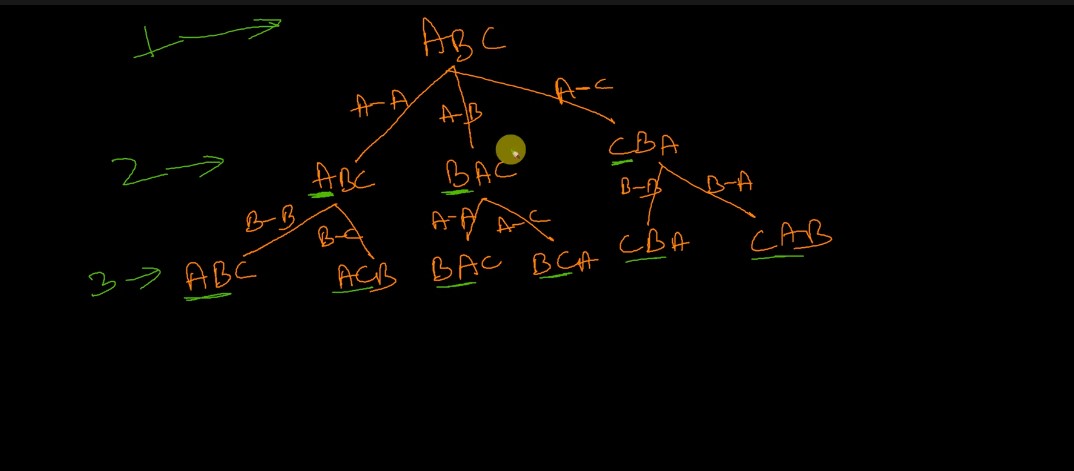 1 → ABC
A-A A-B A-C
2 → ABC BAC CBA
B-B B-C A-A A-C B-B B-A
3 → ABC ACB BAC BCA CBA CAB